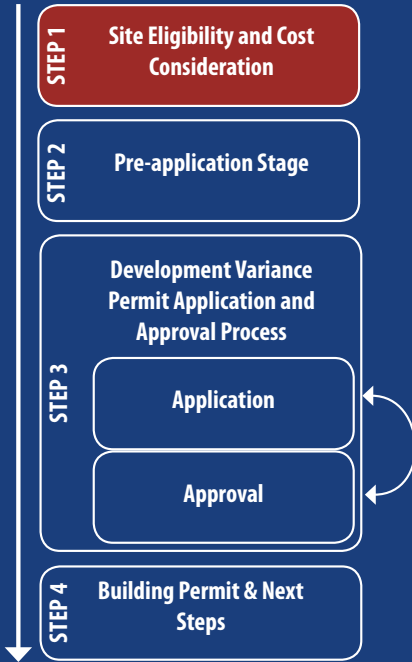 STEP 1
Site Eligibility and Cost
Consideration
STEP 2
Pre-application Stage
STEP 3
Development Variance
Permit Application and
Approval Process
Application
Approval
STEP 4
Building Permit & Next
Steps